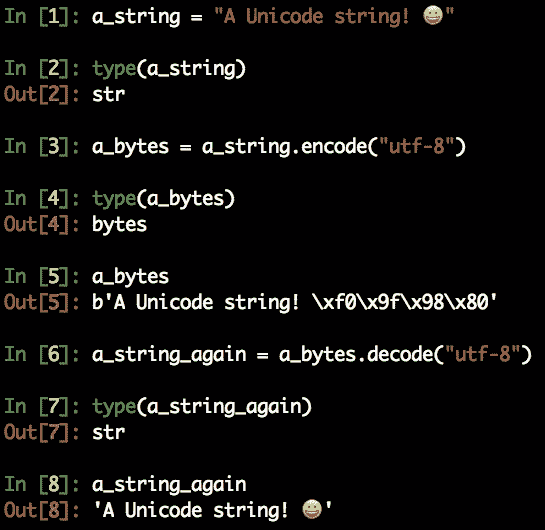 In [1]: a_string = "A Unicode string! 😀"
In [2]: type(a_string)
Out[2]: str
In [3]: a_bytes = a_string.encode("utf-8")
In [4]: type(a_bytes)
Out[4]: bytes
In [5]: a_bytes
Out[5]: b'A Unicode string! \xf0\x9f\x98\x80'
In [6]: a_string_again = a_bytes.decode("utf-8")
In [7]: type(a_string_again)
Out[7]: str
In [8]: a_string_again
Out[8]: 'A Unicode string! 😀'